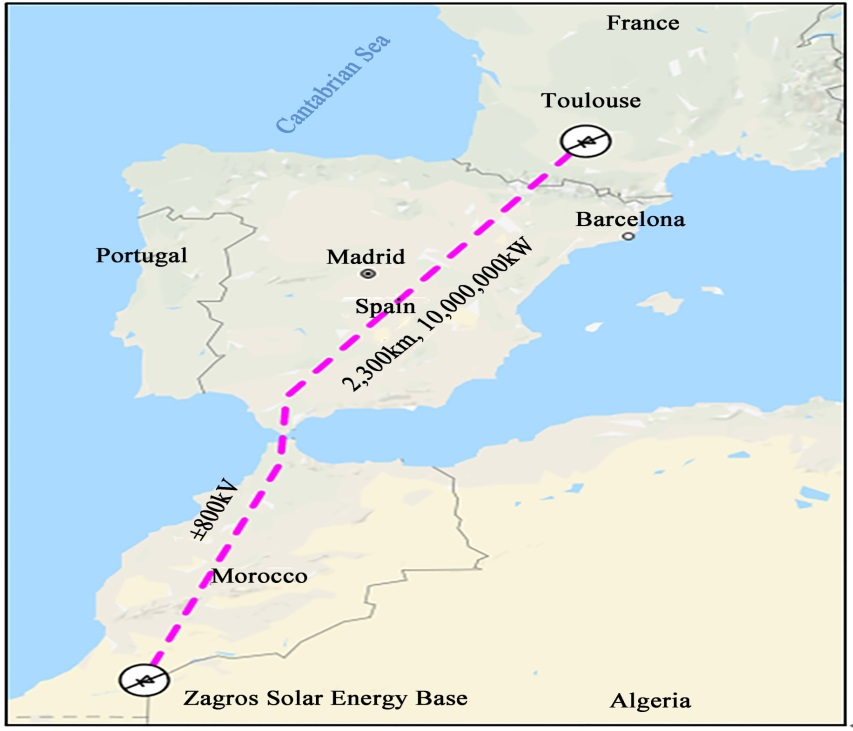 France
Cantabrian Sea
Toulouse
Barcelona
Portugal
Madrid
Spain
2,300km, 10,000,000kW
±800kV
Morocco
Zagros Solar Energy Base
Algeria